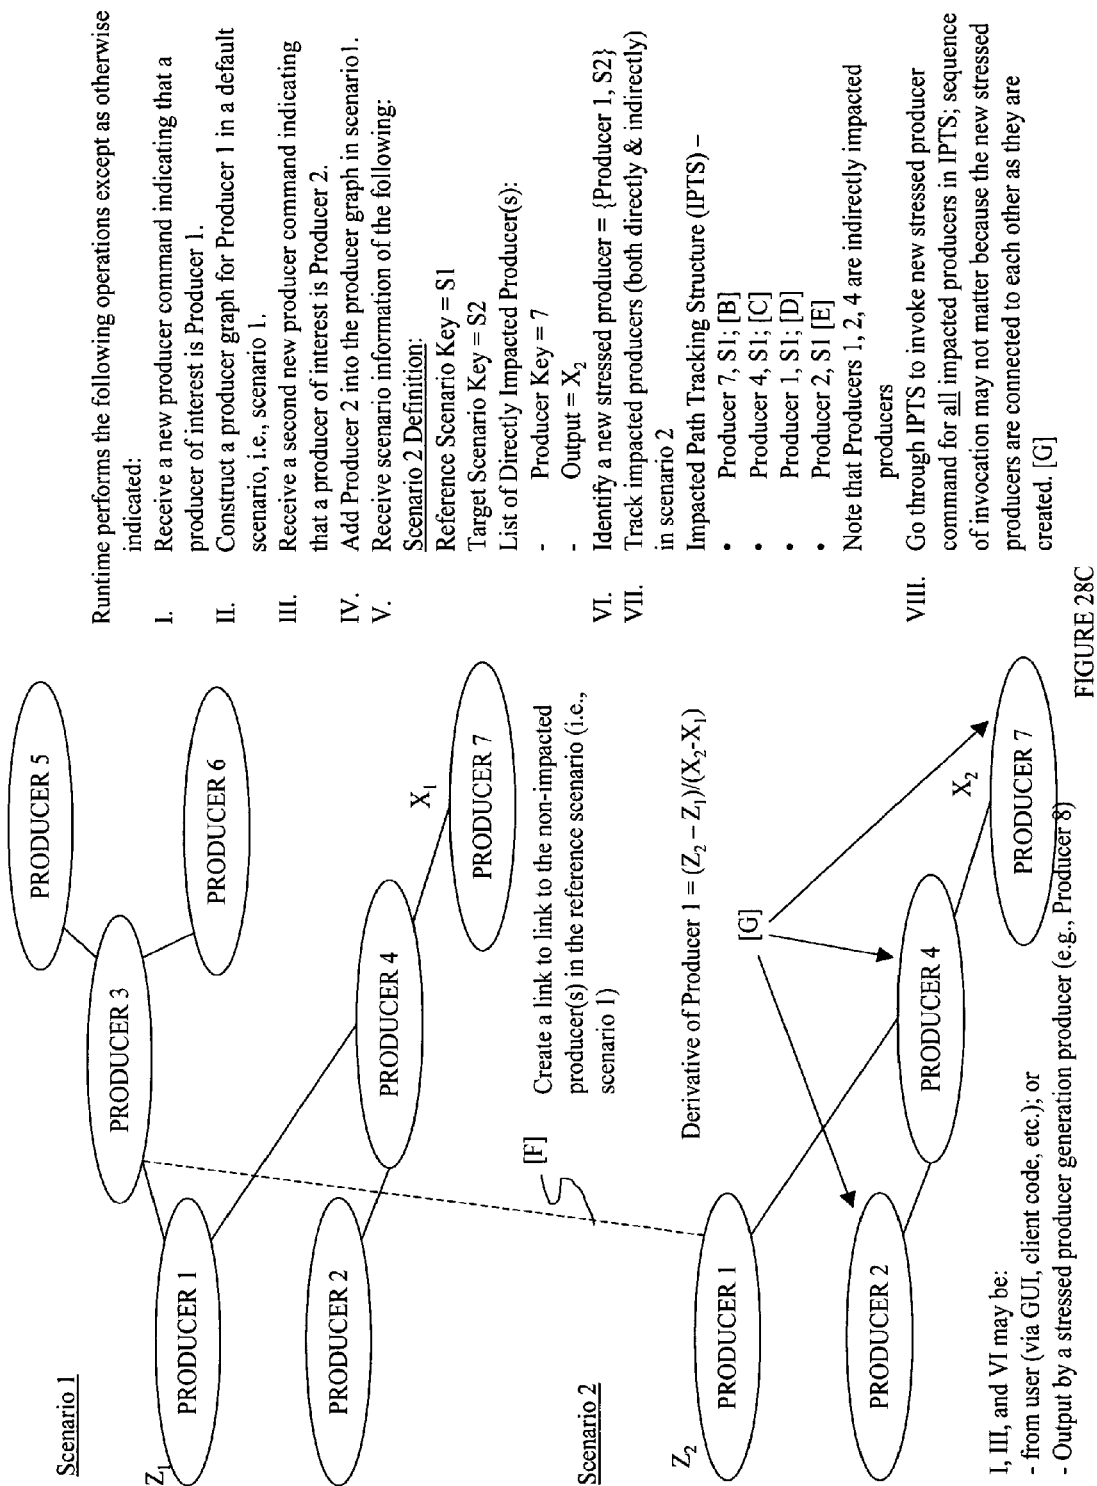 Scenario 1
PRODUCER 5
PRODUCER 3
PRODUCER 6
Z1
PRODUCER 1
PRODUCER 4
PRODUCER 2
X1
PRODUCER 7
[F]
Create a link to link to the non-impacted
producer(s) in the reference scenario (i.e.,
scenario 1)
Scenario 2
Derivative of Producer 1 = (Z2 – Z1)/(X2-X1)
Z2
PRODUCER 1
[G]
PRODUCER 2
PRODUCER 4
X2
PRODUCER 7
I, III, and VI may be:
- from user (via GUI, client code, etc.); or
- Output by a stressed producer generation producer (e.g., Producer 8)
Runtime performs the following operations except as otherwise
indicated:
I. Receive a new producer command indicating that a
producer of interest is Producer 1.
II. Construct a producer graph for Producer 1 in a default
scenario, i.e., scenario 1.
III. Receive a second new producer command indicating
that a producer of interest is Producer 2.
IV. Add Producer 2 into the producer graph in scenario1.
V. Receive scenario information of the following:
Scenario 2 Definition:
Reference Scenario Key = S1
Target Scenario Key = S2
List of Directly Impacted Producer(s):
- Producer Key = 7
- Output = X2
VI. Identify a new stressed producer = {Producer 1, S2}
VII. Track impacted producers (both directly & indirectly)
in scenario 2
Impacted Path Tracking Structure (IPTS) –
• Producer 7, S1; [B]
• Producer 4, S1; [C]
• Producer 1, S1; [D]
• Producer 2, S1 [E]
Note that Producers 1, 2, 4 are indirectly impacted
producers
VIII. Go through IPTS to invoke new stressed producer
command for all impacted producers in IPTS; sequence
of invocation may not matter because the new stressed
producers are connected to each other as they are
created. [G]
FIGURE 28C